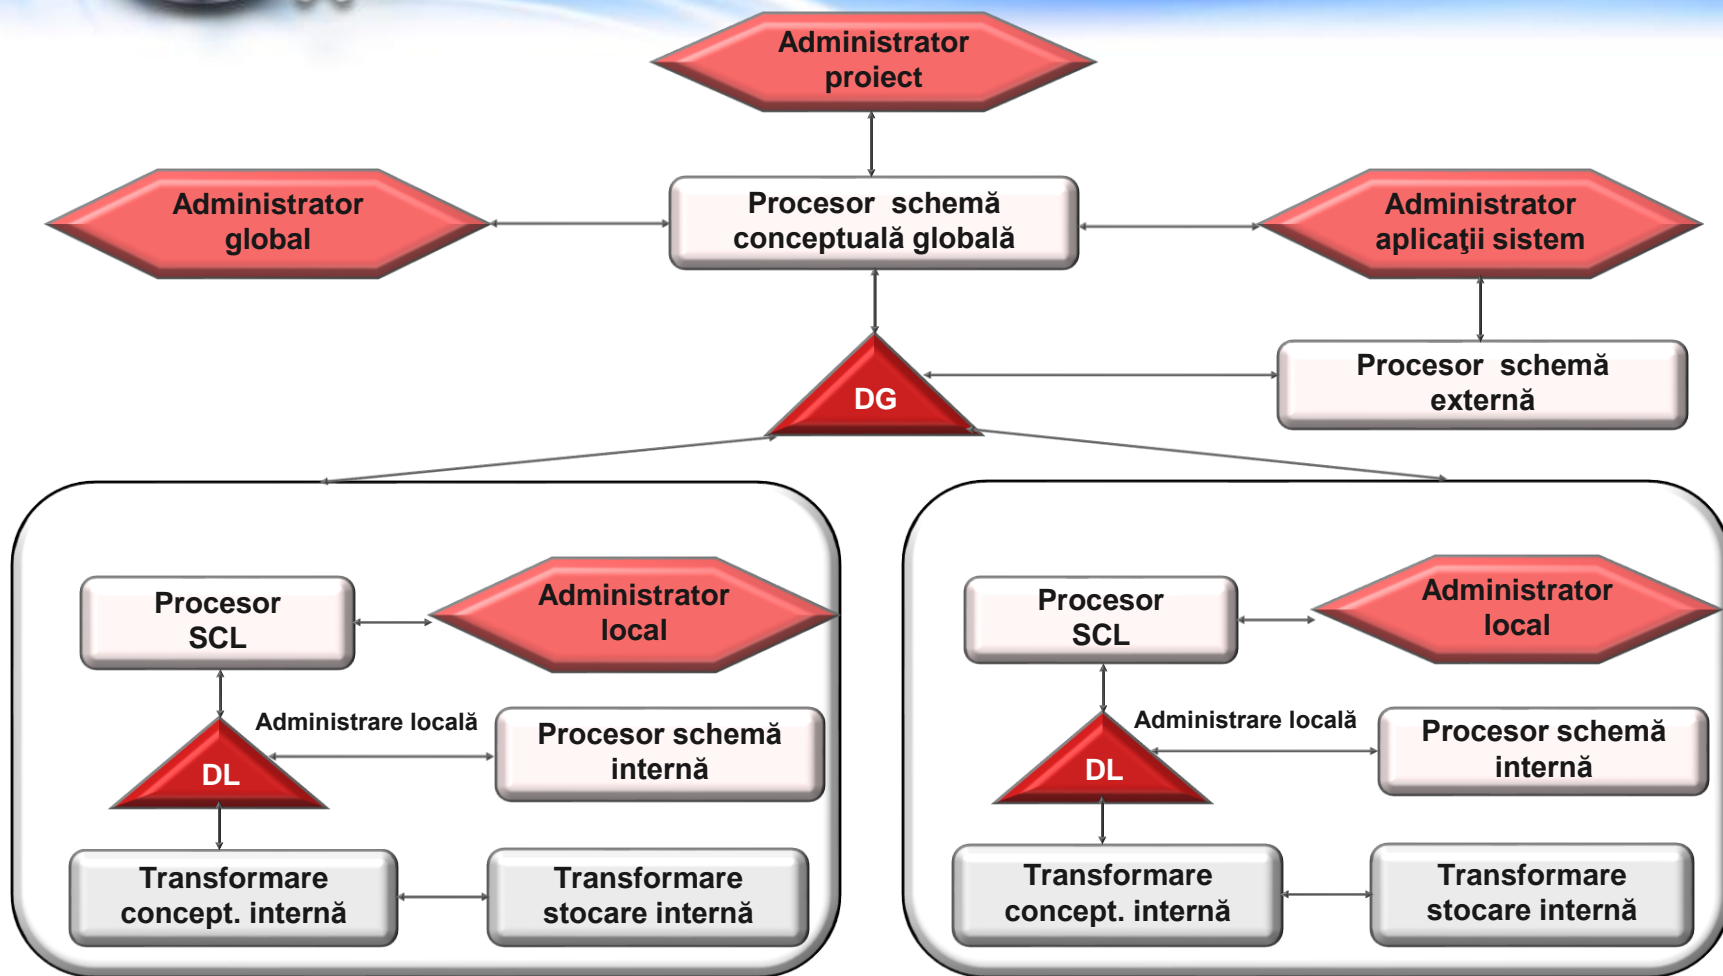 Administrator
proiect
Administrator
global
Procesor schemă
conceptuală globală
Administrator
aplicaţii sistem
DG
Procesor schemă
externă
Procesor
SCL
Administrator
local
Administrare locală
DL
Procesor schemă
internă
Transformare
concept. internă
Transformare
stocare internă
Procesor
SCL
Administrator
local
Administrare locală
DL
Procesor schemă
internă
Transformare
concept. internă
Transformare
stocare internă